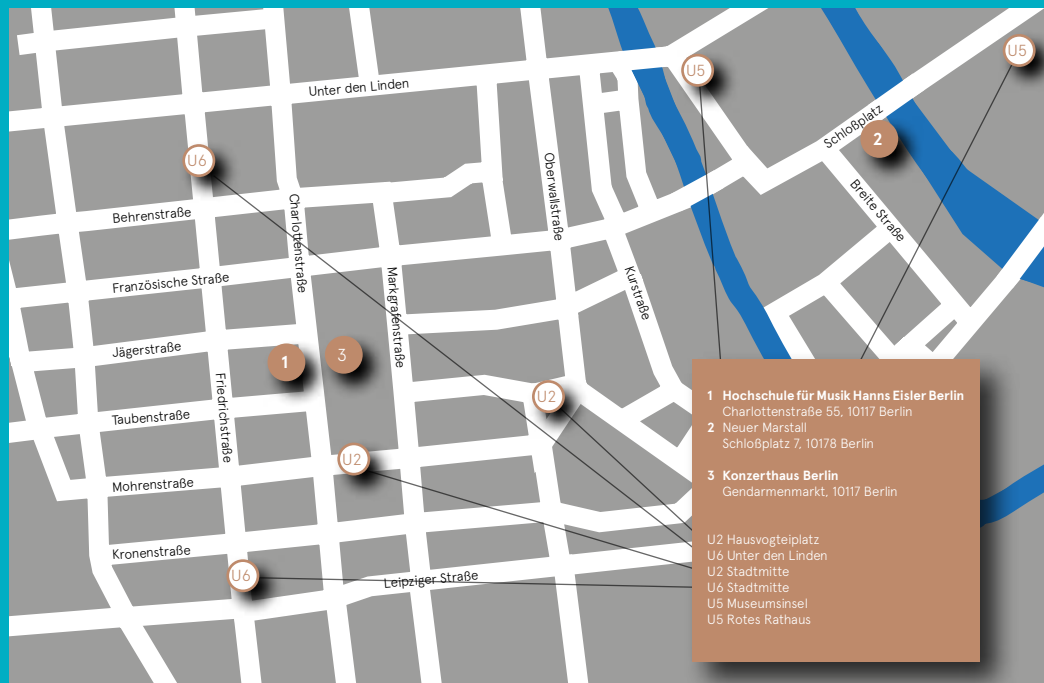 U5
U5
Unter den Linden
Schloßplatz
2
U6
Oberwallstraße
Breite Straße
Behrenstraße
Charlottenstraße
Französische Straße
Markgrafenstraße
Kurstraße
Jägerstraße
1
3
Friedrichstraße
Taubenstraße
U2
U2
Mohrenstraße
Kronenstraße
U6
Leipziger Straße
1 Hochschule für Musik Hanns Eisler Berlin
Charlottenstraße 55, 10117 Berlin
2 Neuer Marstall
Schloßplatz 7, 10178 Berlin
3 Konzerthaus Berlin
Gendarmenmarkt, 10117 Berlin
U2 Hausvogteiplatz
U6 Unter den Linden
U2 Stadtmitte
U6 Stadtmitte
U5 Museumsinsel
U5 Rotes Rathaus